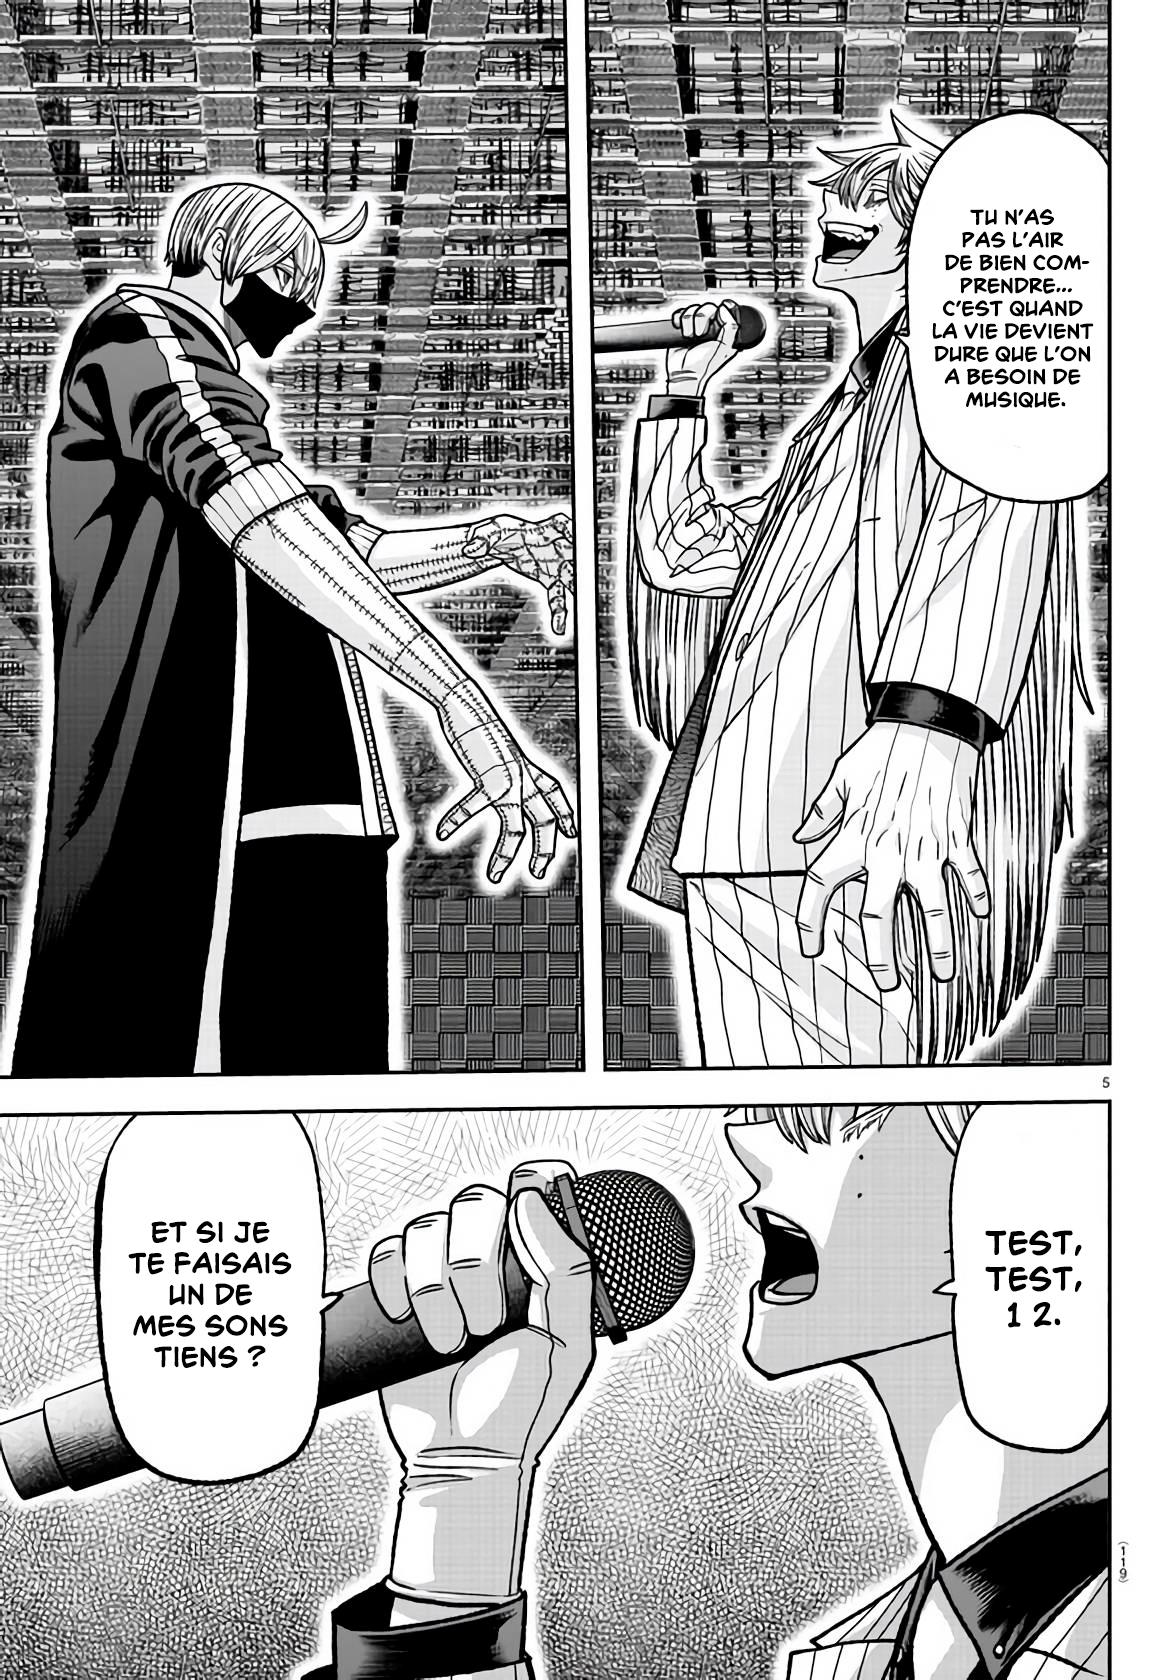 TU N'AS
PAS L'AIR
DE BIEN COM-
PRENDRE...
C'EST QUAND
LA VIE DEVIENT
DURE QUE L'ON
A BESOIN DE
MUSIQUE.
5
TEST,
TEST,
1 2.
ET SI JE
TE FAISAIS
UN DE
MES SONS
TIENS ?
(119)